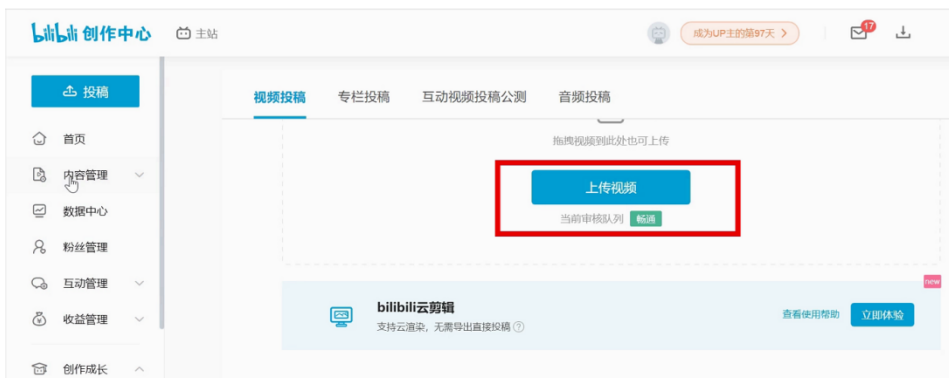 bilibili 创作中心 主站 成为UP主的第97天 > 17
投稿
视频投稿 专栏投稿 互动视频投稿公测 音频投稿
首页
拖拽视频到此处也可上传
内容管理
上传视频
数据中心
当前审核队列 畅通
粉丝管理
互动管理
new
bilibili云剪辑
支持云渲染，无需导出直接投稿 ?
查看使用帮助 立即体验
收益管理
创作成长